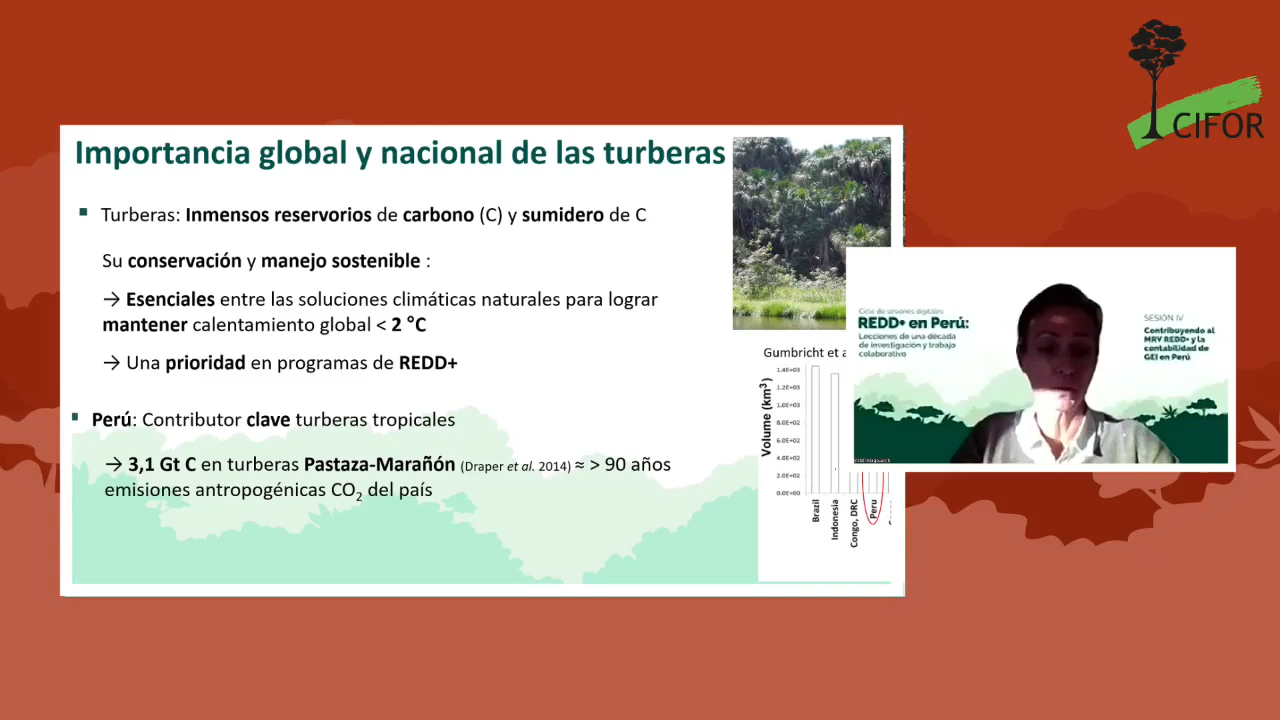 CIFOR
Importancia global y nacional de las turberas
Turberas: Inmensos reservorios de carbono (C) y sumidero de C
Su conservación y manejo sostenible :
→ Esenciales entre las soluciones climáticas naturales para lograr
mantener calentamiento global < 2 °C
→ Una prioridad en programas de REDD+
Perú: Contributor clave turberas tropicales
→ 3,1 Gt C en turberas Pastaza-Marañón (Draper et al. 2014) ≈ > 90 años
emisiones antropogénicas CO2 del país
Gumbricht et a
Volume (km³)
1.4E+03
1.2E+03
1.0E+03
8.0E+02
6.0E+02
4.0E+02
2.0E+02
0.0E+00
Brazil
Indonesia
Congo, DRC
Peru
Ciclo de sesiones digitales
REDD+ en Perú:
Lecciones de una década
de investigación y trabajo
colaborativo
SESIÓN IV
Contribuyendo al
MRV REDD+ y la
contabilidad de
GEI en Perú